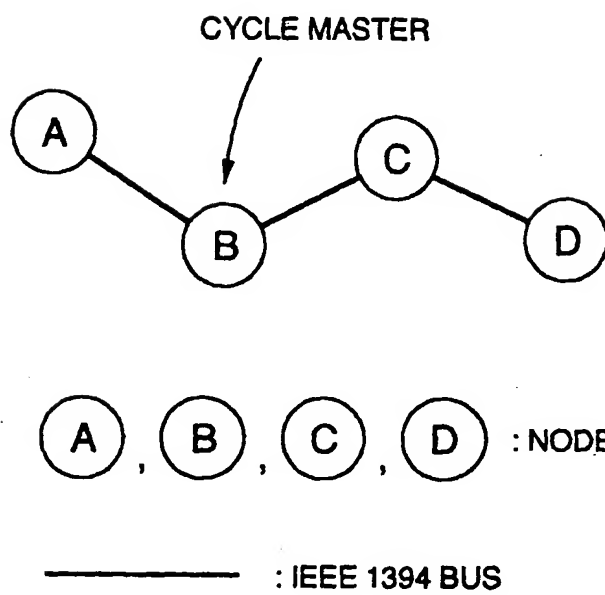 CYCLE MASTER
A
C
B
D
A , B , C , D : NODE
: IEEE 1394 BUS